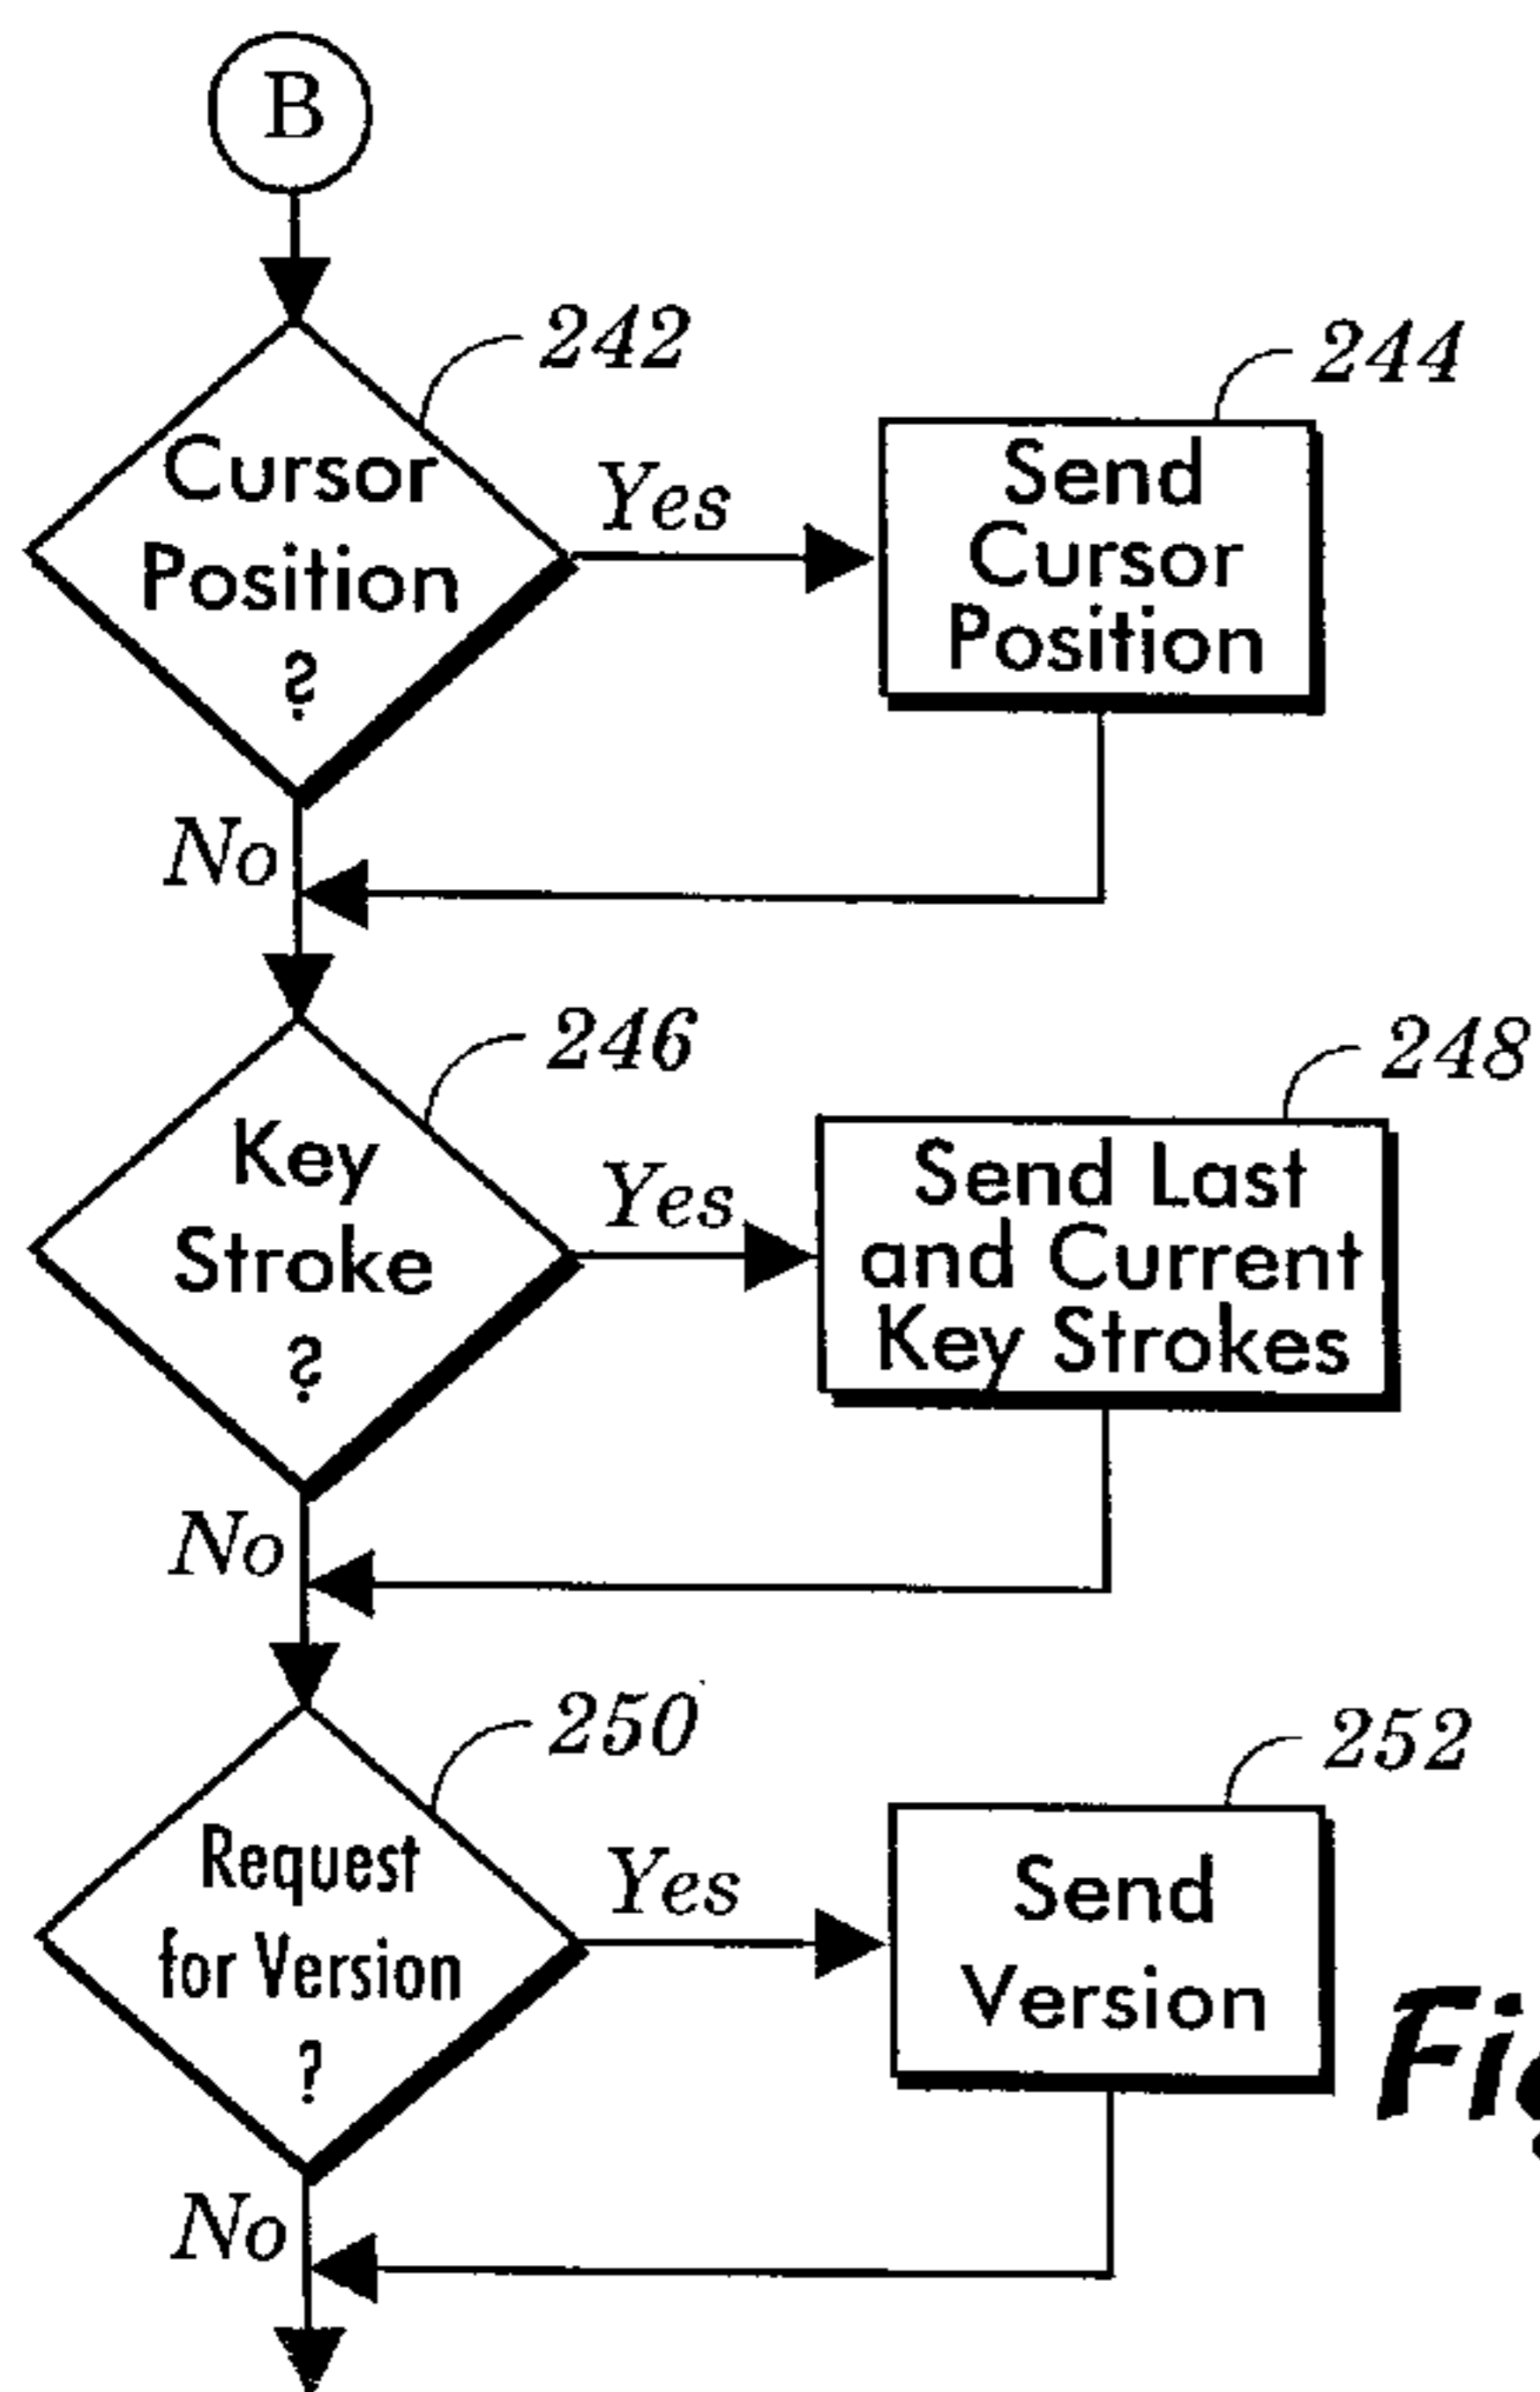 B
242
Cursor
Position
?
Yes
244
Send
Cursor
Position
No
246
Key
Stroke
?
Yes
248
Send Last
and Current
Key Strokes
No
250
Request
for Version
?
Yes
252
Send
Version
No